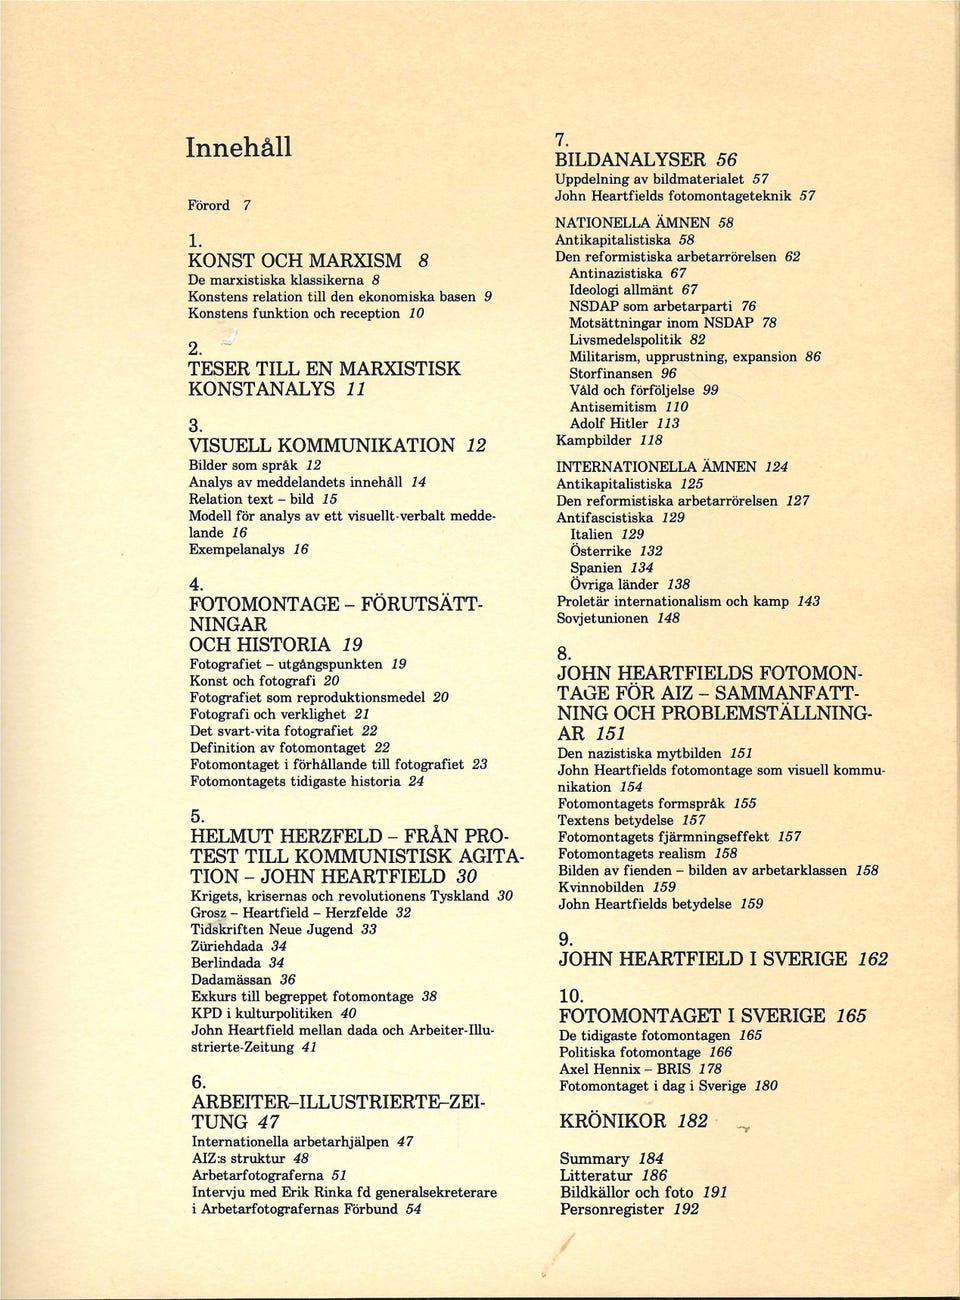 Innehåll
Förord 7
1.
KONST OCH MARXISM 8
De marxistiska klassikerna 8
Konstens relation till den ekonomiska basen 9
Konstens funktion och reception 10
2.
TESER TILL EN MARXISTISK
KONSTANALYS 11
3.
VISUELL KOMMUNIKATION 12
Bilder som språk 12
Analys av meddelandets innehåll 14
Relation text – bild 15
Modell för analys av ett visuellt-verbalt medde-
lande 16
Exempelanalys 16
4.
FOTOMONTAGE – FÖRUTSÄTT-
NINGAR
OCH HISTORIA 19
Fotografiet – utgångspunkten 19
Konst och fotografi 20
Fotografiet som reproduktionsmedel 20
Fotografi och verklighet 21
Det svart-vita fotografiet 22
Definition av fotomontaget 22
Fotomontaget i förhållande till fotografiet 23
Fotomontagets tidigaste historia 24
5.
HELMUT HERZFELD – FRÅN PRO-
TEST TILL KOMMUNISTISK AGITA-
TION – JOHN HEARTFIELD 30
Krigets, krisernas och revolutionens Tyskland 30
Grosz – Heartfield – Herzfelde 32
Tidskriften Neue Jugend 33
Züriehdada 34
Berlindada 34
Dadamässan 36
Exkurs till begreppet fotomontage 38
KPD i kulturpolitiken 40
John Heartfield mellan dada och Arbeiter-Illu-
strierte-Zeitung 41
6.
ARBEITER–ILLUSTRIERTE–ZEI-
TUNG 47
Internationella arbetarhjälpen 47
AIZ:s struktur 48
Arbetarfotograferna 51
Intervju med Erik Rinka fd generalsekreterare
i Arbetarfotografernas Förbund 54
7.
BILDANALYSER 56
Uppdelning av bildmaterialet 57
John Heartfields fotomontageteknik 57
NATIONELLA ÄMNEN 58
Antikapitalistiska 58
Den reformistiska arbetarrörelsen 62
Antinazistiska 67
Ideologi allmänt 67
NSDAP som arbetarparti 76
Motsättningar inom NSDAP 78
Livsmedelspolitik 82
Militarism, upprustning, expansion 86
Storfinansen 96
Våld och förföljelse 99
Antisemitism 110
Adolf Hitler 113
Kampbilder 118
INTERNATIONELLA ÄMNEN 124
Antikapitalistiska 125
Den reformistiska arbetarrörelsen 127
Antifascistiska 129
Italien 129
Österrike 132
Spanien 134
Övriga länder 138
Proletär internationalism och kamp 143
Sovjetunionen 148
8.
JOHN HEARTFIELDS FOTOMON-
TAGE FÖR AIZ – SAMMANFATT-
NING OCH PROBLEMSTÄLLNING-
AR 151
Den nazistiska mytbilden 151
John Heartfields fotomontage som visuell kommu-
nikation 154
Fotomontagets formspråk 155
Textens betydelse 157
Fotomontagets fjärmningseffekt 157
Fotomontagets realism 158
Bilden av fienden – bilden av arbetarklassen 158
Kvinnobilden 159
John Heartfields betydelse 159
9.
JOHN HEARTFIELD I SVERIGE 162
10.
FOTOMONTAGET I SVERIGE 165
De tidigaste fotomontagen 165
Politiska fotomontage 166
Axel Hennix – BRIS 178
Fotomontaget i dag i Sverige 180
KRÖNIKOR 182
Summary 184
Litteratur 186
Bildkällor och foto 191
Personregister 192